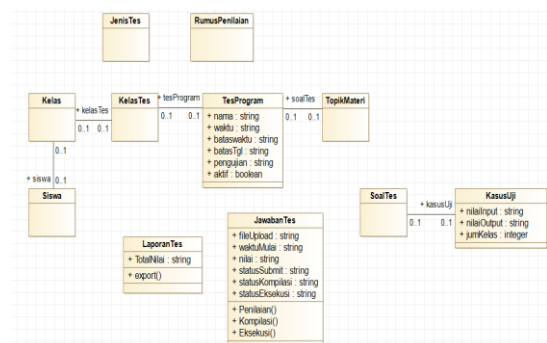 JenisTes
RumusPenilaian
Kelas
+ kelasTes
0..1 0..1
KelasTes
+ tesProgram
0..1 0..1
TesProgram
+ nama : string
+ waktu : string
+ bataswaktu : string
+ batasTgl : string
+ pengujian : string
+ aktif : boolean
+ soalTes
0..1 0..1
TopikMateri
0..1
+ siswa 0..1
Siswa
SoalTes
+ kasusUji
0..1 0..1
KasusUji
+ nilaiInput : string
+ nilaiOutput : string
+ jumKelas : integer
LaporanTes
+ TotalNilai : string
+ export()
JawabanTes
+ fileUpload : string
+ waktuMulai : string
+ nilai : string
+ statusSubmit : string
+ statusKompilasi : string
+ statusEksekusi : string
+ Penilaian()
+ Kompilasi()
+ Eksekusi()